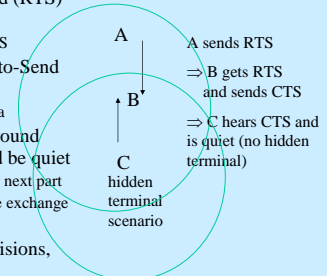 d (RTS)
S
to-Send
a
ound
l be quiet
next part
e exchange
isions,
A
B
C
hidden
terminal
scenario
A sends RTS
⇒ B gets RTS
and sends CTS
⇒ C hears CTS and
is quiet (no hidden
terminal)